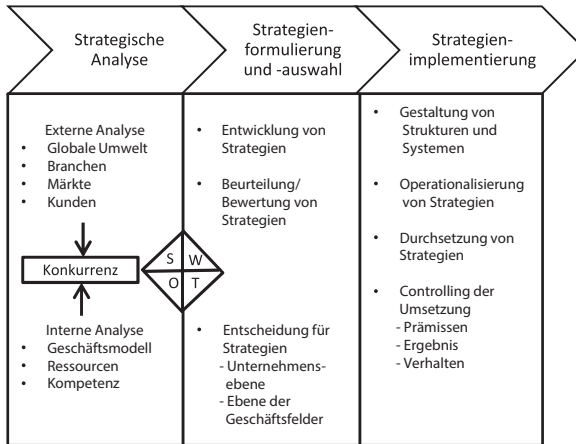 Strategische
Analyse
Strategien-
formulierung
und -auswahl
Strategien-
implementierung
Externe Analyse
• Globale Umwelt
• Branchen
• Märkte
• Kunden
Konkurrenz
Interne Analyse
• Geschäftsmodell
• Ressourcen
• Kompetenz
S W
O T
• Entwicklung von
Strategien
• Beurteilung/
Bewertung von
Strategien
• Entscheidung für
Strategien
- Unternehmens-
ebene
- Ebene der
Geschäftsfelder
• Gestaltung von
Strukturen und
Systemen
• Operationalisierung
von Strategien
• Durchsetzung von
Strategien
• Controlling der
Umsetzung
- Prämissen
- Ergebnis
- Verhalten